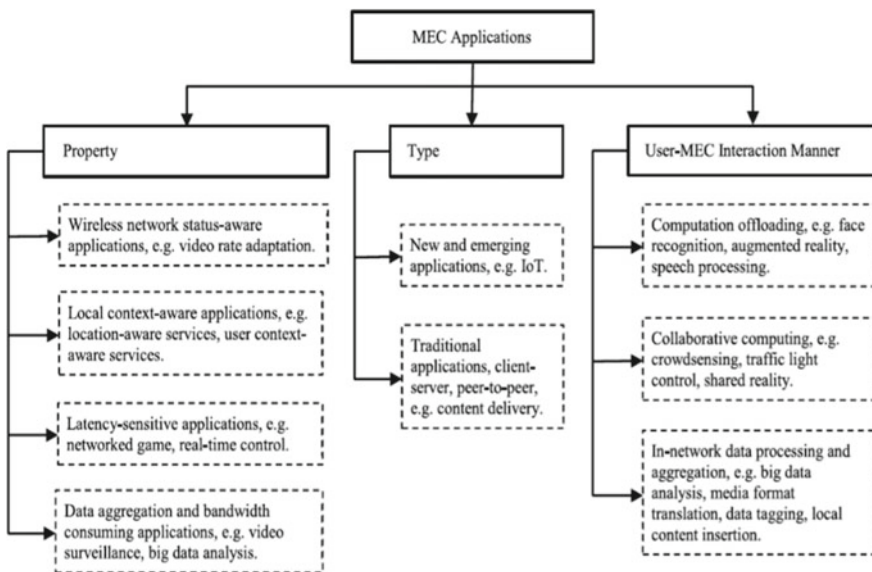 MEC Applications
Property
Wireless network status-aware
applications, e.g. video rate adaptation.
Local context-aware applications, e.g.
location-aware services, user context-
aware services.
Latency-sensitive applications, e.g.
networked game, real-time control.
Data aggregation and bandwidth
consuming applications, e.g. video
surveillance, big data analysis.
Type
New and emerging
applications, e.g. IoT.
Traditional
applications, client-
server, peer-to-peer,
e.g. content delivery.
User-MEC Interaction Manner
Computation offloading, e.g. face
recognition, augmented reality,
speech processing.
Collaborative computing, e.g.
crowdsensing, traffic light
control, shared reality.
In-network data processing and
aggregation, e.g. big data
analysis, media format
translation, data tagging, local
content insertion.